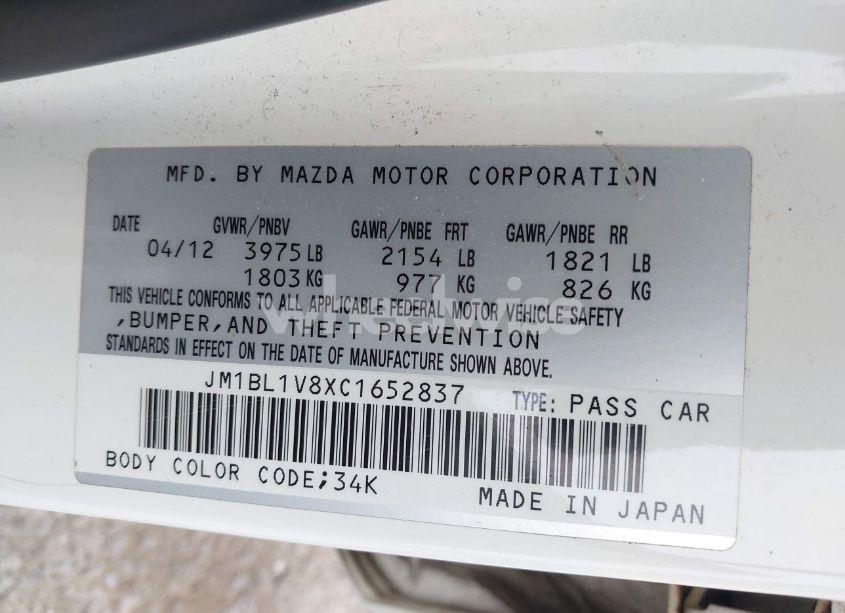 MFD. BY MAZDA MOTOR CORPORATION
DATE GVWR/PNBV GAWR/PNBE FRT GAWR/PNBE RR
04/12 3975 LB 2154 LB 1821 LB
1803 KG 977 KG 826 KG
THIS VEHICLE CONFORMS TO ALL APPLICABLE FEDERAL MOTOR VEHICLE SAFETY
,BUMPER,AND THEFT PREVENTION
STANDARDS IN EFFECT ON THE DATE OF MANUFACTURE SHOWN ABOVE.
JM1BL1V8XC1652837 TYPE: PASS CAR
BODY COLOR CODE;34K
MADE IN JAPAN